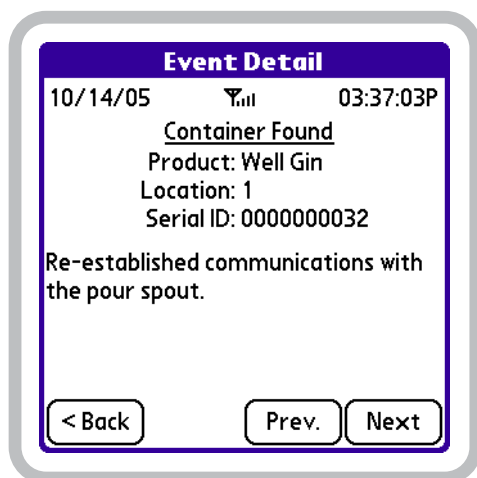 Event Detail
10/14/05 03:37:03P
Container Found
Product: Well Gin
Location: 1
Serial ID: 0000000032
Re-established communications with
the pour spout.
< Back Prev. Next